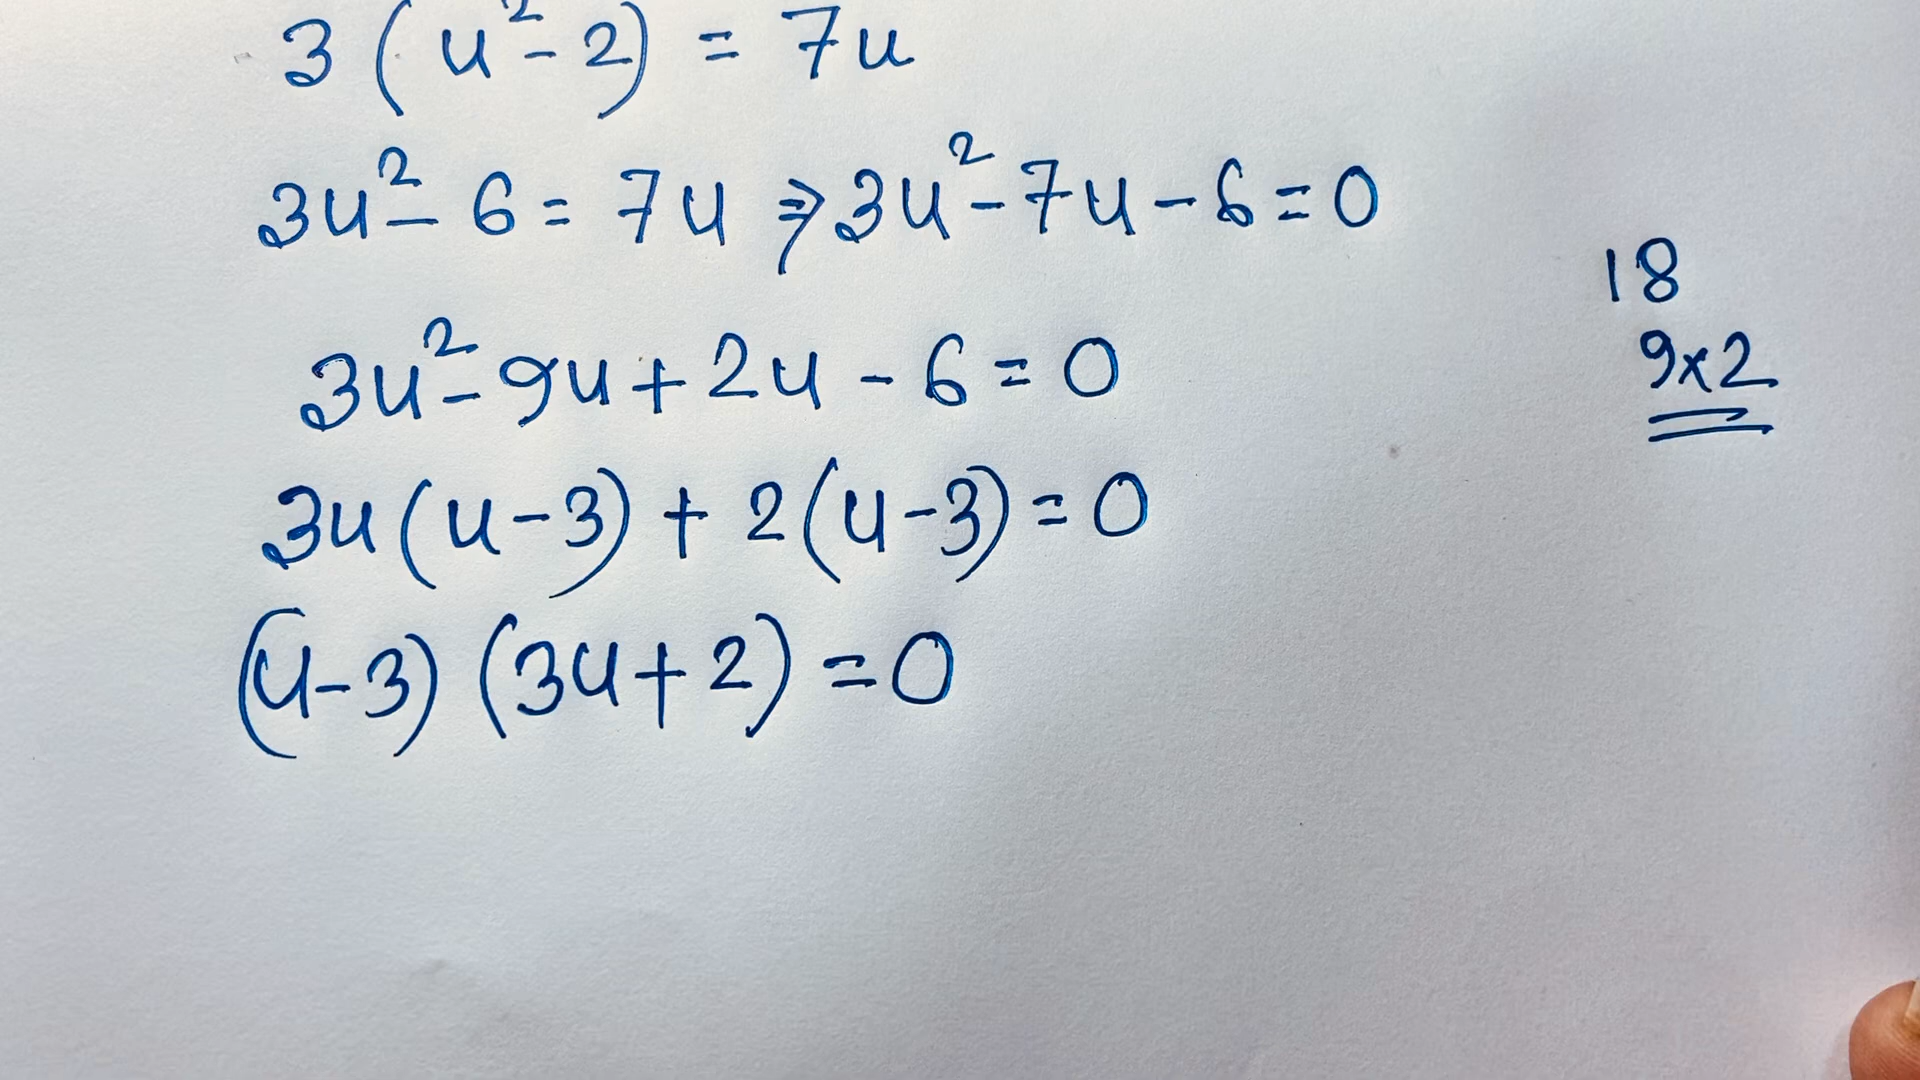 3 ( u² - 2) = 7u
3u² - 6 = 7u ⇒ 3u² - 7u - 6 = 0
18
3u² - 9u + 2u - 6 = 0
9×2
3u (u - 3) + 2 (u - 3) = 0
(u - 3) (3u + 2) = 0